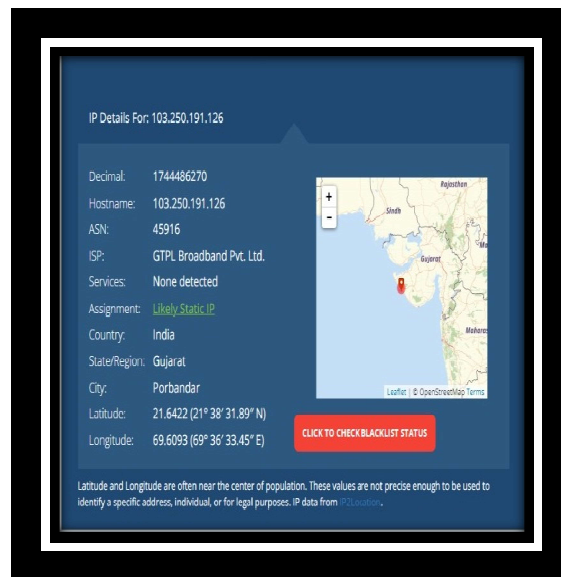 IP Details For: 103.250.191.126
Decimal: 1744486270
Hostname: 103.250.191.126
ASN: 45916
ISP: GTPL Broadband Pvt. Ltd.
Services: None detected
Assignment: Likely Static IP
Country: India
State/Region: Gujarat
City: Porbandar
Latitude: 21.6422 (21° 38′ 31.89″ N)
Longitude: 69.6093 (69° 36′ 33.45″ E)
+
-
Rajasthan
Sindh
Gujarat
Ma
Maharas
Leaflet | © OpenStreetMap Terms
CLICK TO CHECK BLACKLIST STATUS
Latitude and Longitude are often near the center of population. These values are not precise enough to be used to
identify a specific address, individual, or for legal purposes. IP data from IP2Location.